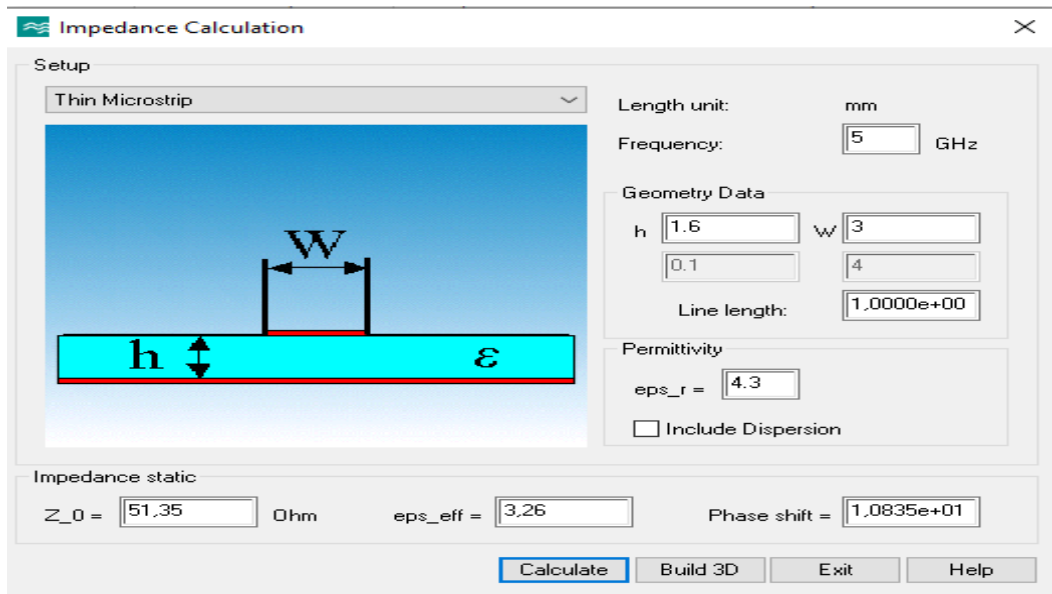 Impedance Calculation
Setup
Thin Microstrip
Length unit: mm
Frequency: 5 GHz
Geometry Data
h 1.6 W 3
0.1 4
Line length: 1,0000e+00
W
h ε
Permittivity
eps_r = 4.3
Include Dispersion
Impedance static
Z_0 = 51,35 Ohm eps_eff = 3,26 Phase shift = 1,0835e+01
Calculate Build 3D Exit Help